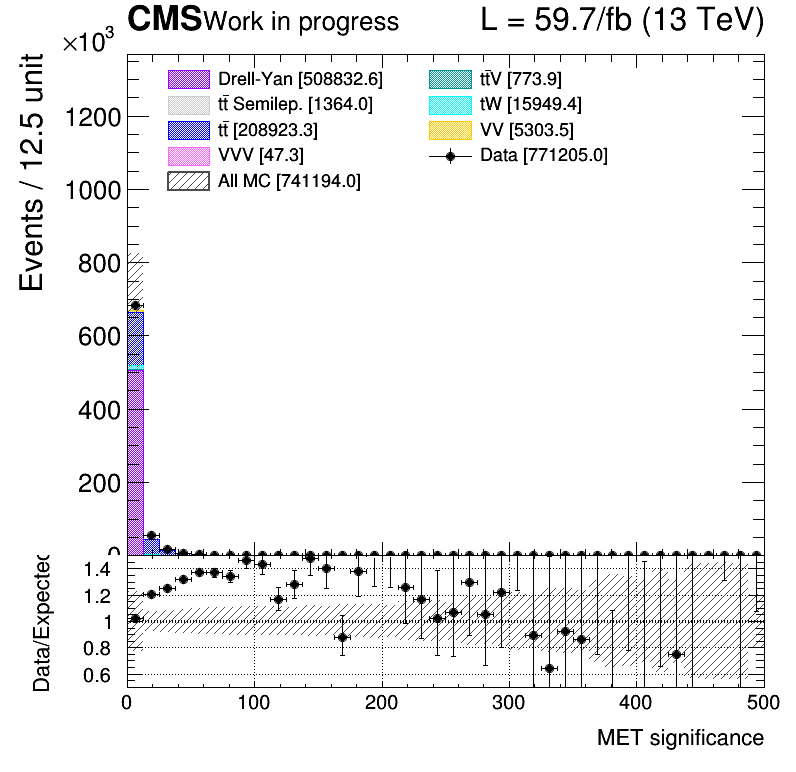 CMS Work in progress L = 59.7/fb (13 TeV)
×10³
Drell-Yan [508832.6]
tt̄ Semilep. [1364.0]
tt̄ [208923.3]
VVV [47.3]
All MC [741194.0]
tt̄V [773.9]
tW [15949.4]
VV [5303.5]
Data [771205.0]
Events / 12.5 unit
1200
1000
800
600
400
200
0
Data/Expected
1.4
1.2
1
0.8
0.6
0 100 200 300 400 500
MET significance